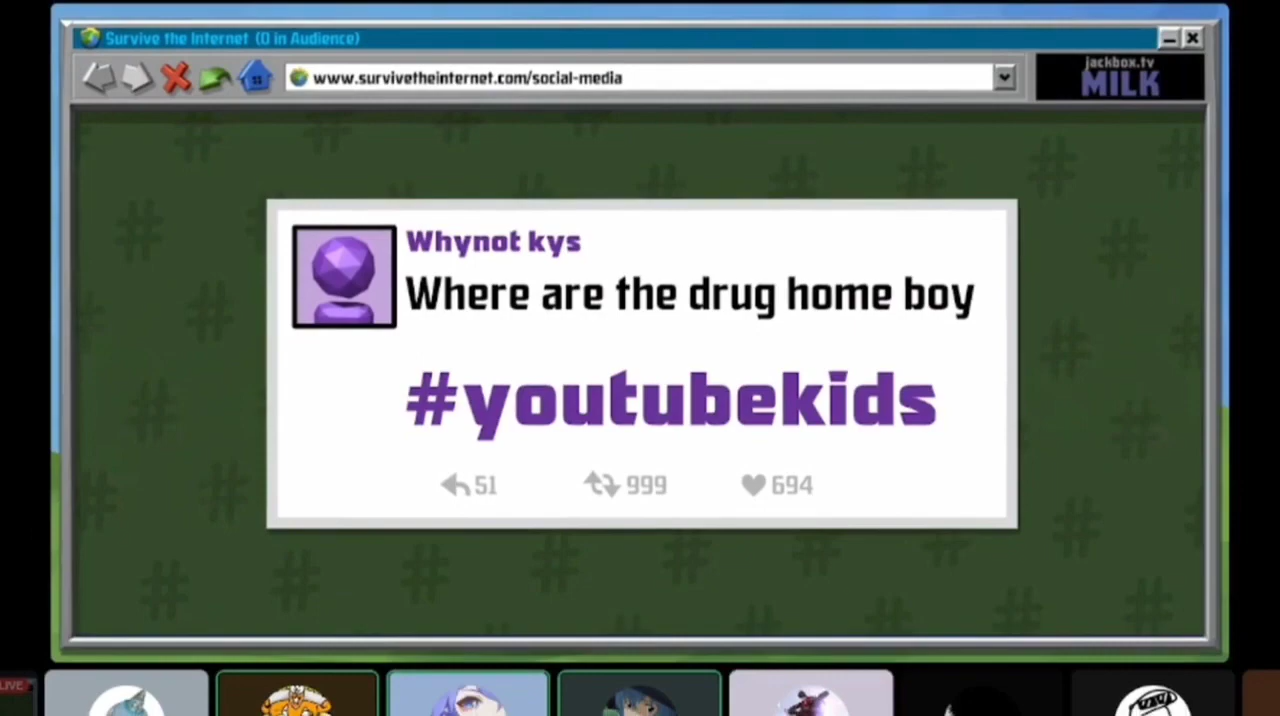 Survive the Internet (0 in Audience)
www.survivetheinternet.com/social-media
jackbox.tv
MILK
Whynot kys
Where are the drug home boy
#youtubekids
51 999 694
LIVE